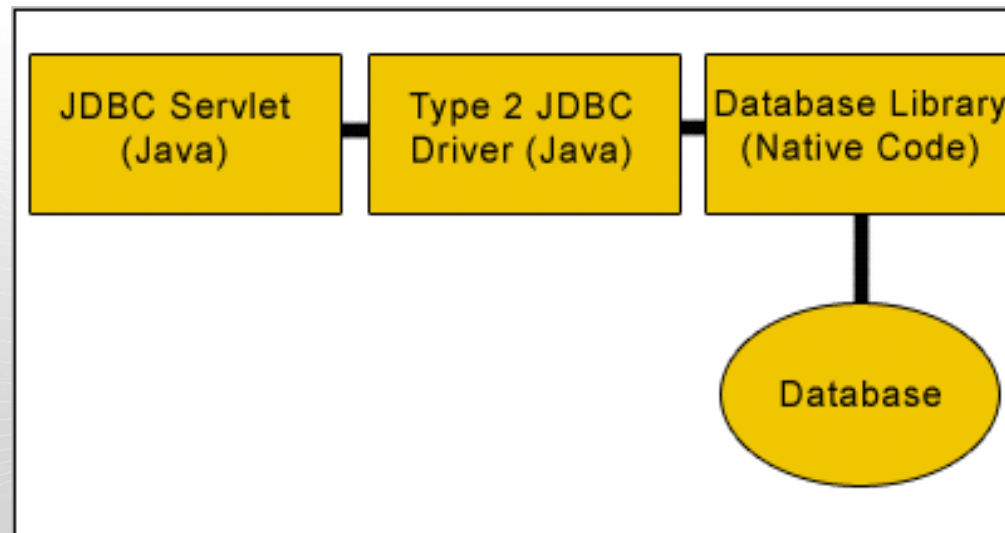 JDBC Servlet
(Java)
Type 2 JDBC
Driver (Java)
Database Library
(Native Code)
Database